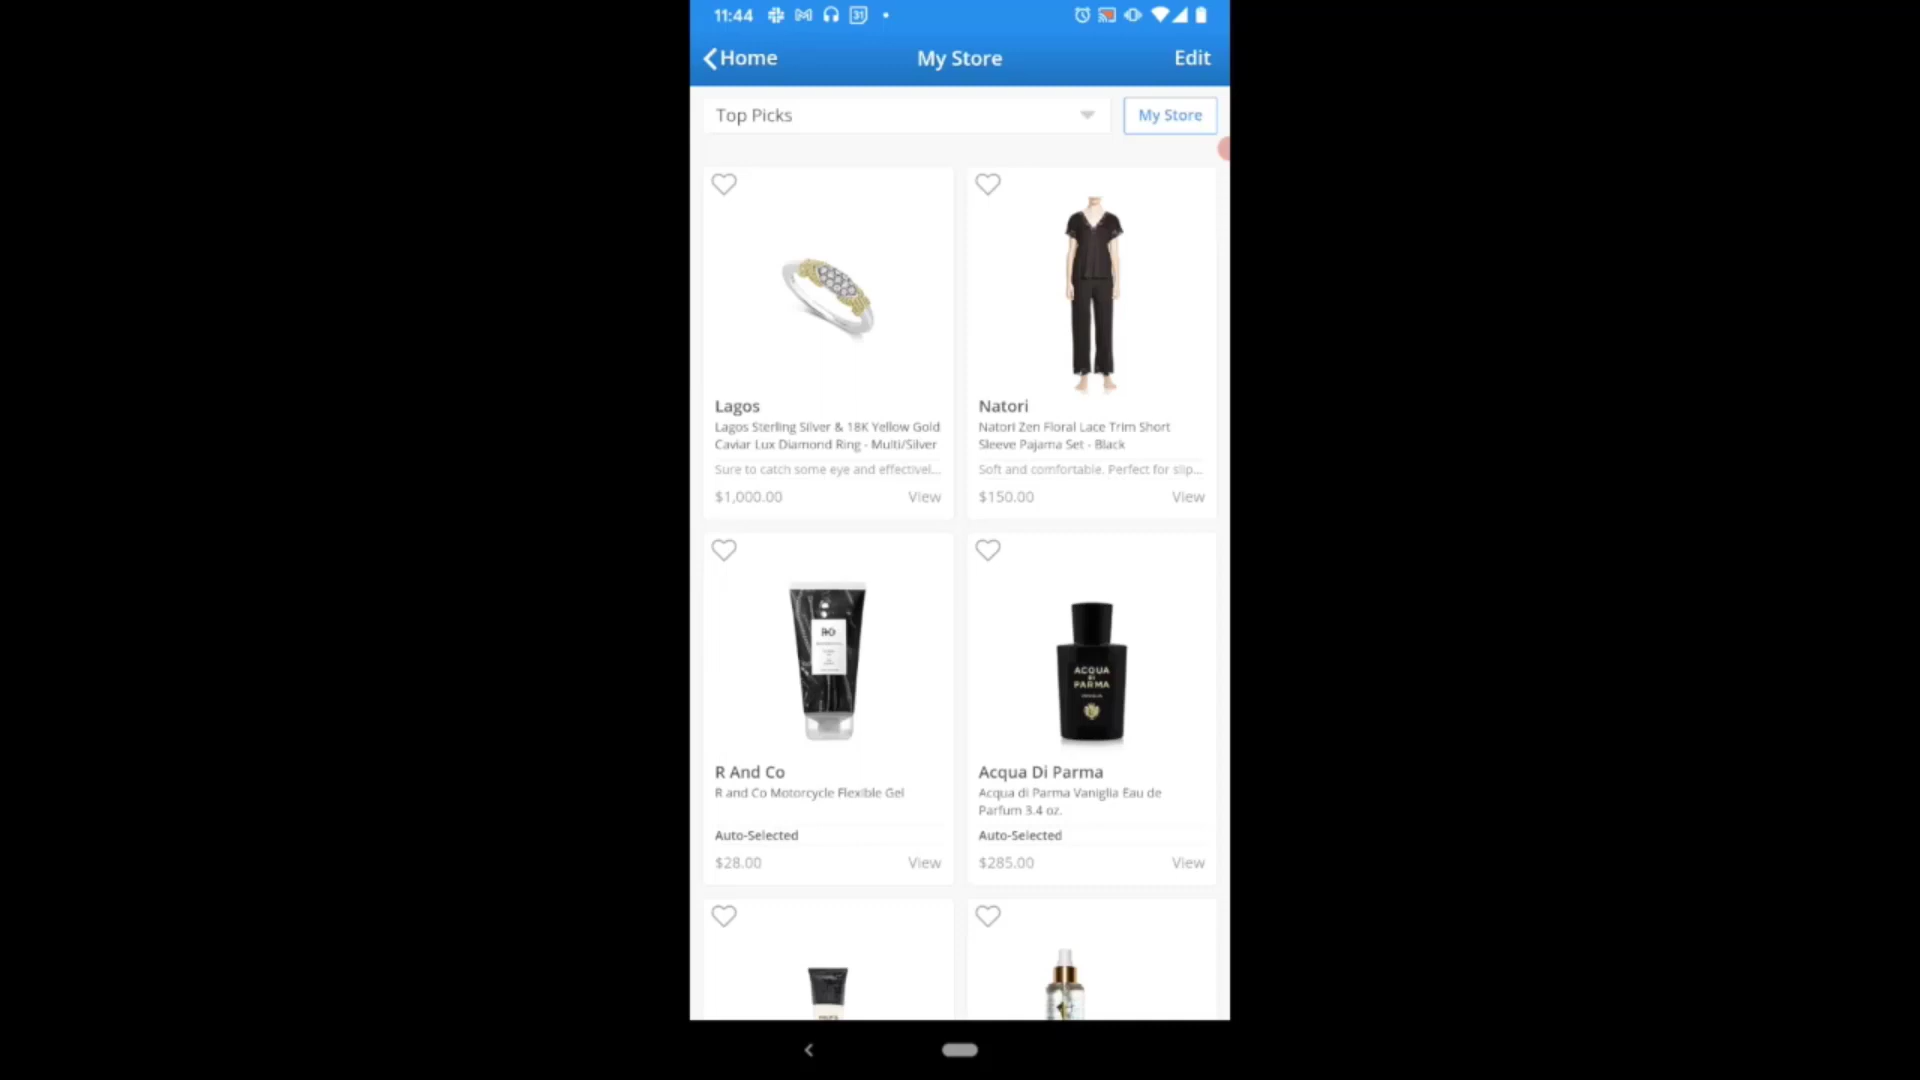 11:44
31
Home
My Store
Edit
Top Picks
My Store
Lagos
Lagos Sterling Silver & 18K Yellow Gold
Caviar Lux Diamond Ring - Multi/Silver
Sure to catch some eye and effectivel...
$1,000.00
View
Natori
Natori Zen Floral Lace Trim Short
Sleeve Pajama Set - Black
Soft and comfortable. Perfect for slip...
$150.00
View
R And Co
R and Co Motorcycle Flexible Gel
Auto-Selected
$28.00
View
ACQUA
DI
PARMA
Acqua Di Parma
Acqua di Parma Vaniglia Eau de
Parfum 3.4 oz.
Auto-Selected
$285.00
View